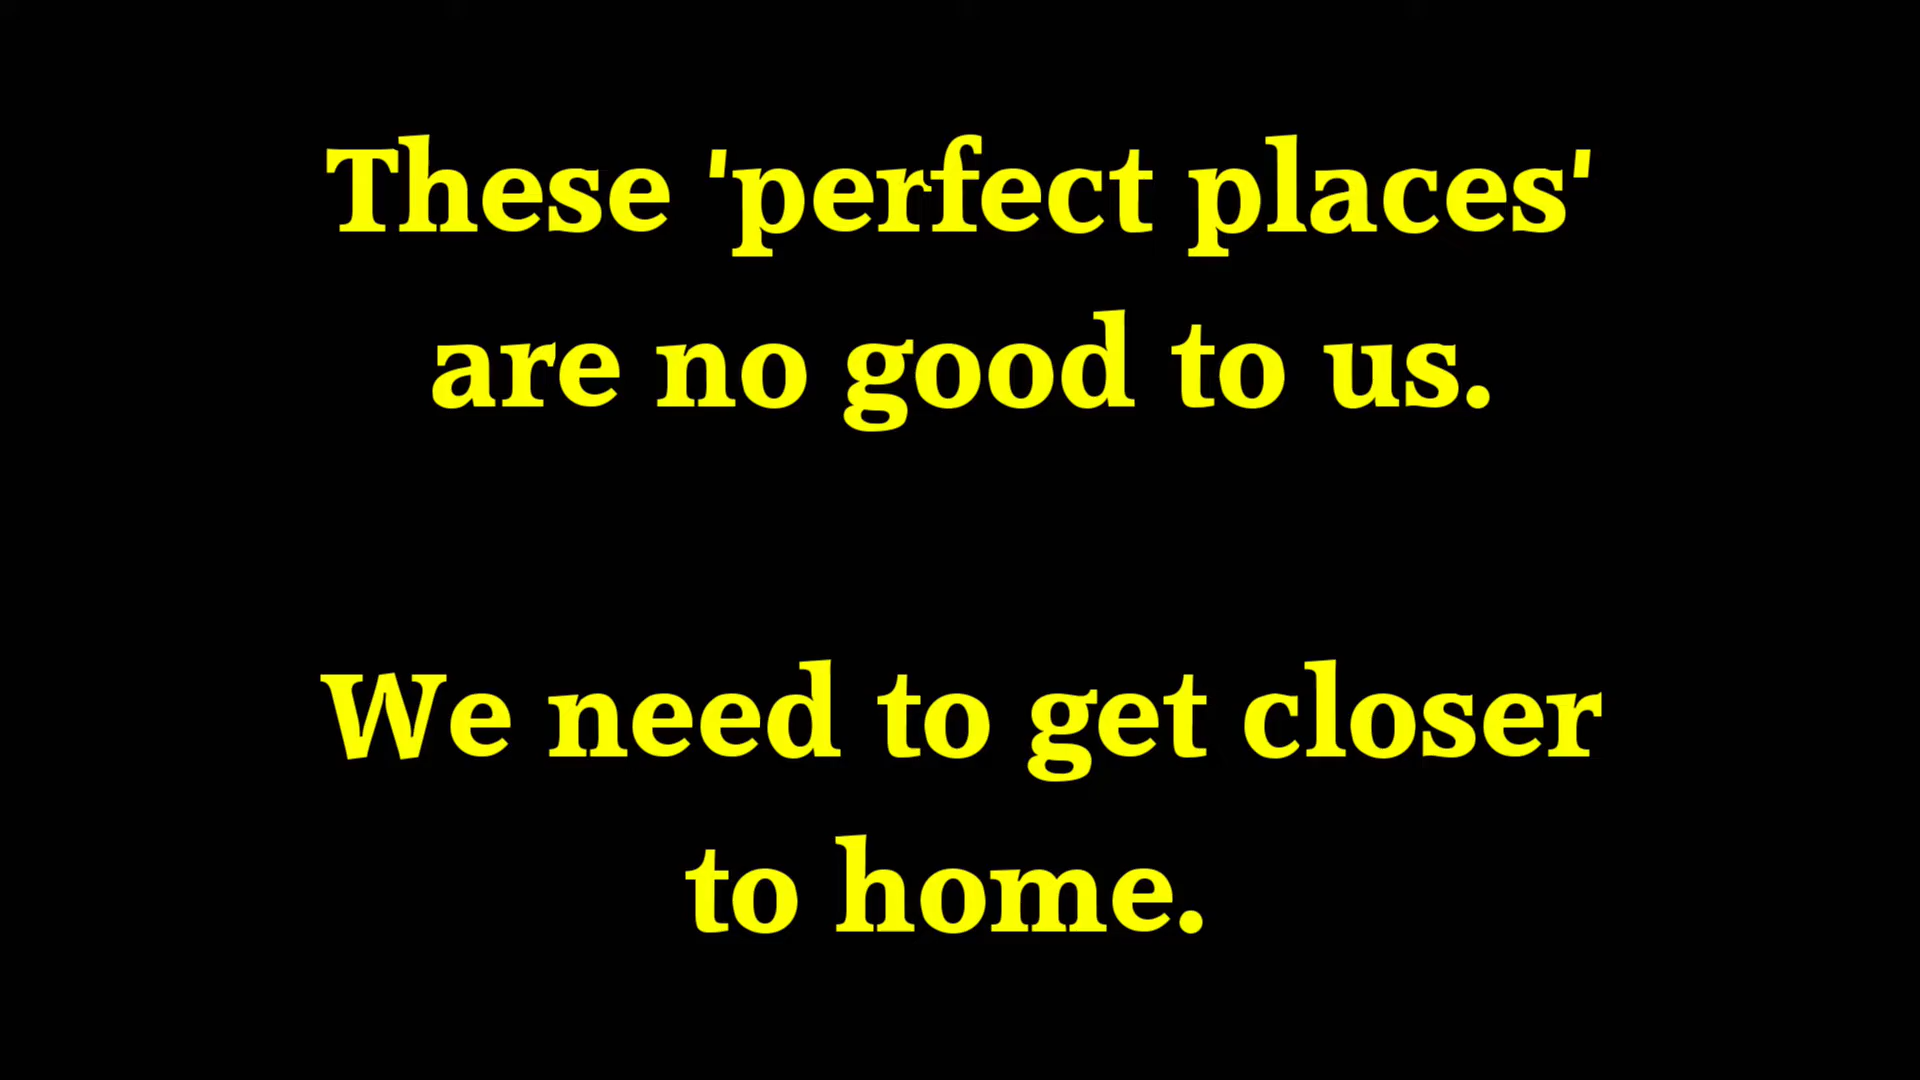 These 'perfect places'
are no good to us.
We need to get closer
to home.